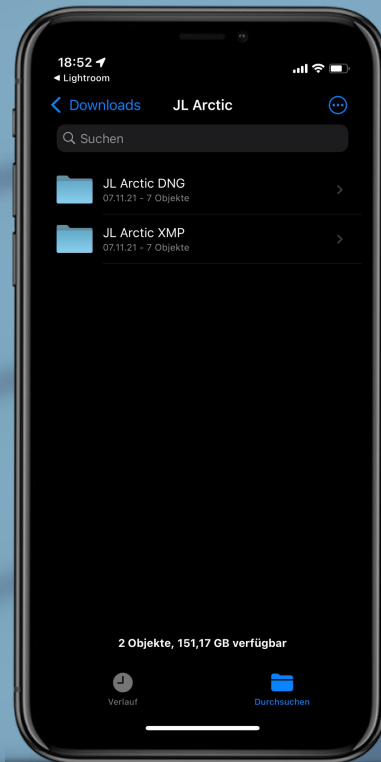 18:52
◀ Lightroom
Downloads
JL Arctic
Suchen
JL Arctic DNG
07.11.21 - 7 Objekte
JL Arctic XMP
07.11.21 - 7 Objekte
2 Objekte, 151,17 GB verfügbar
Verlauf
Durchsuchen